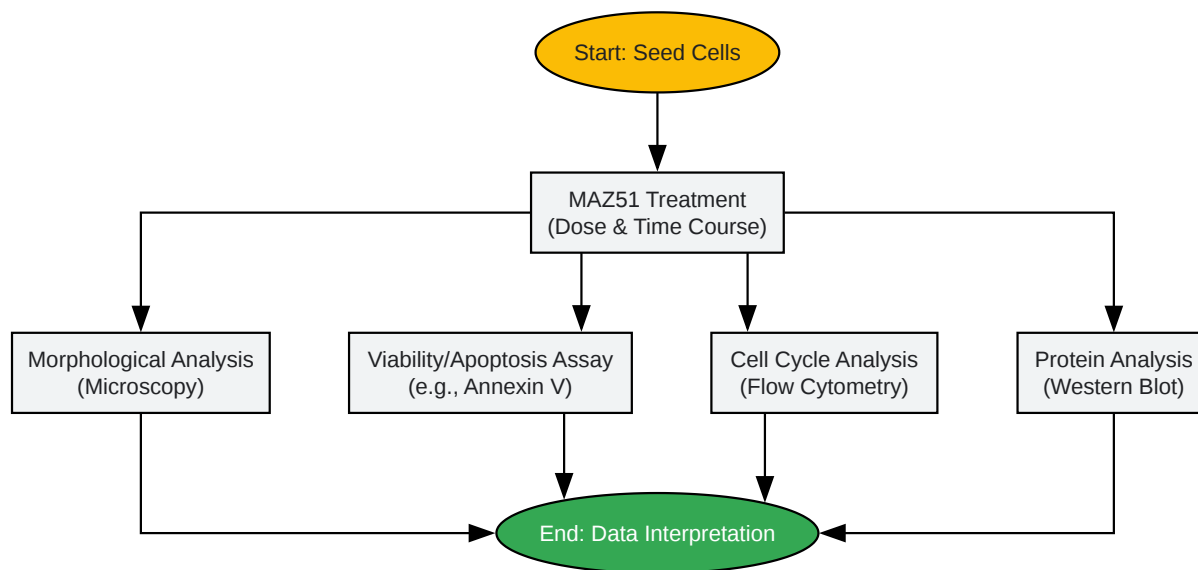 Start: Seed Cells
MAZ51 Treatment
(Dose & Time Course)
Morphological Analysis
(Microscopy)
Viability/Apoptosis Assay
(e.g., Annexin V)
Cell Cycle Analysis
(Flow Cytometry)
Protein Analysis
(Western Blot)
End: Data Interpretation